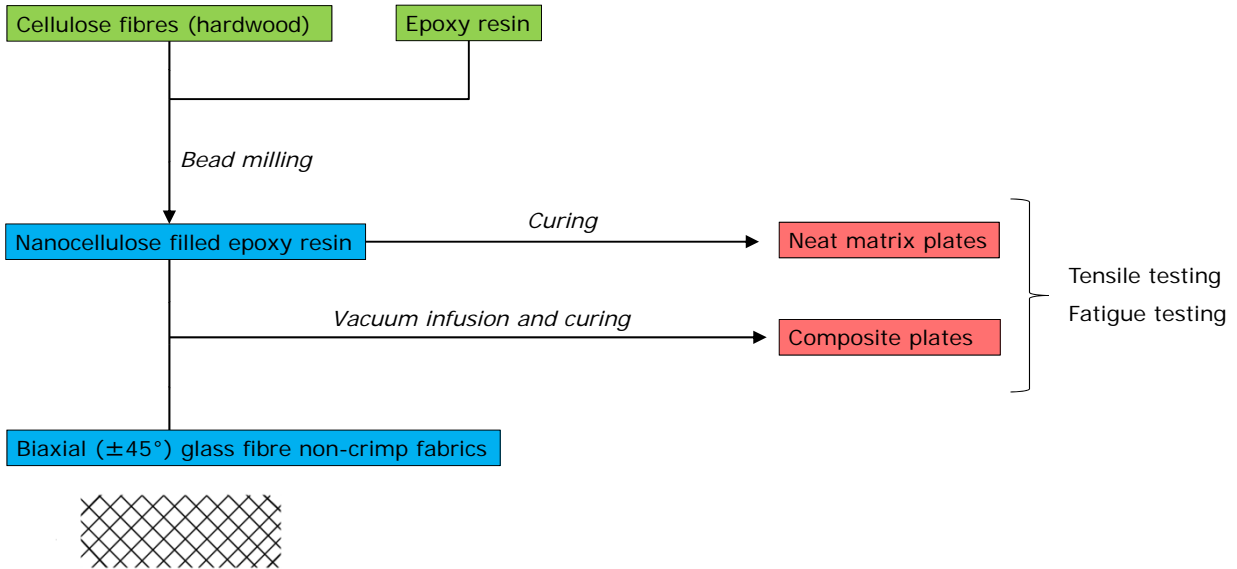 Cellulose fibres (hardwood)
Epoxy resin
Bead milling
Nanocellulose filled epoxy resin
Curing
Neat matrix plates
Tensile testing
Fatigue testing
Vacuum infusion and curing
Composite plates
Biaxial (±45°) glass fibre non-crimp fabrics